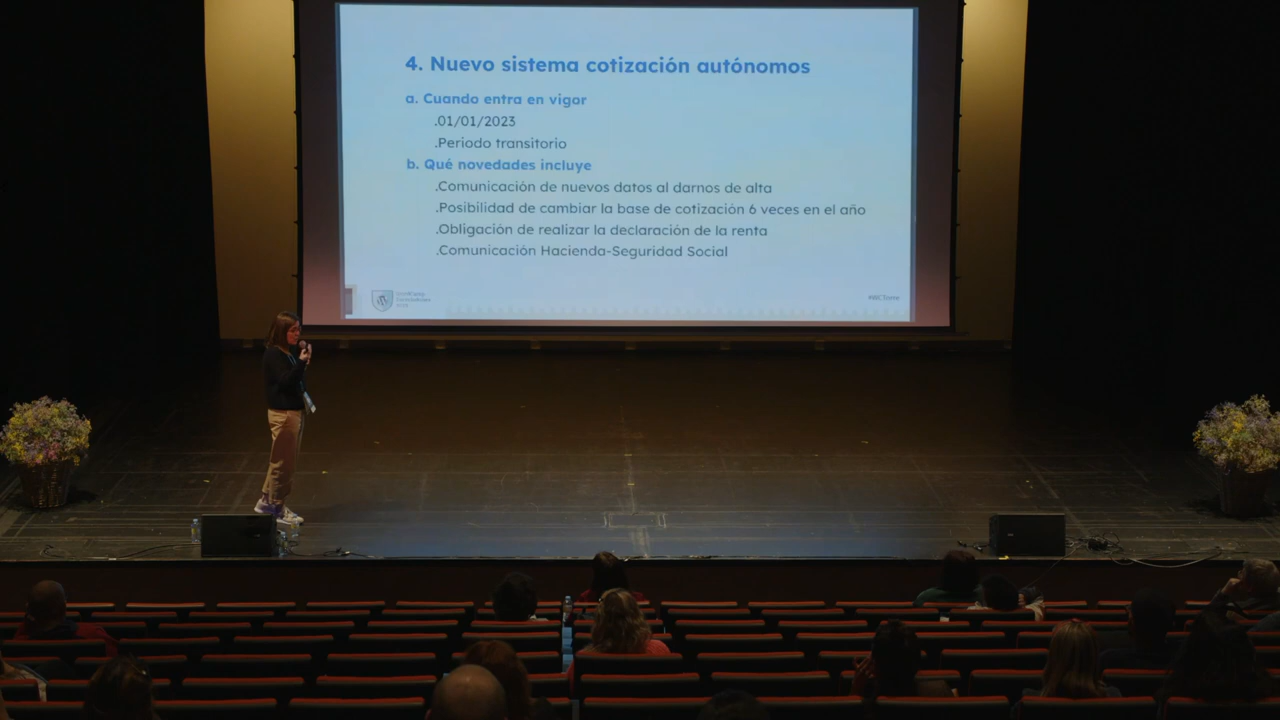 4. Nuevo sistema cotización autónomos
a. Cuando entra en vigor
.01/01/2023
.Periodo transitorio
b. Qué novedades incluye
.Comunicación de nuevos datos al darnos de alta
.Posibilidad de cambiar la base de cotización 6 veces en el año
.Obligación de realizar la declaración de la renta
.Comunicación Hacienda-Seguridad Social